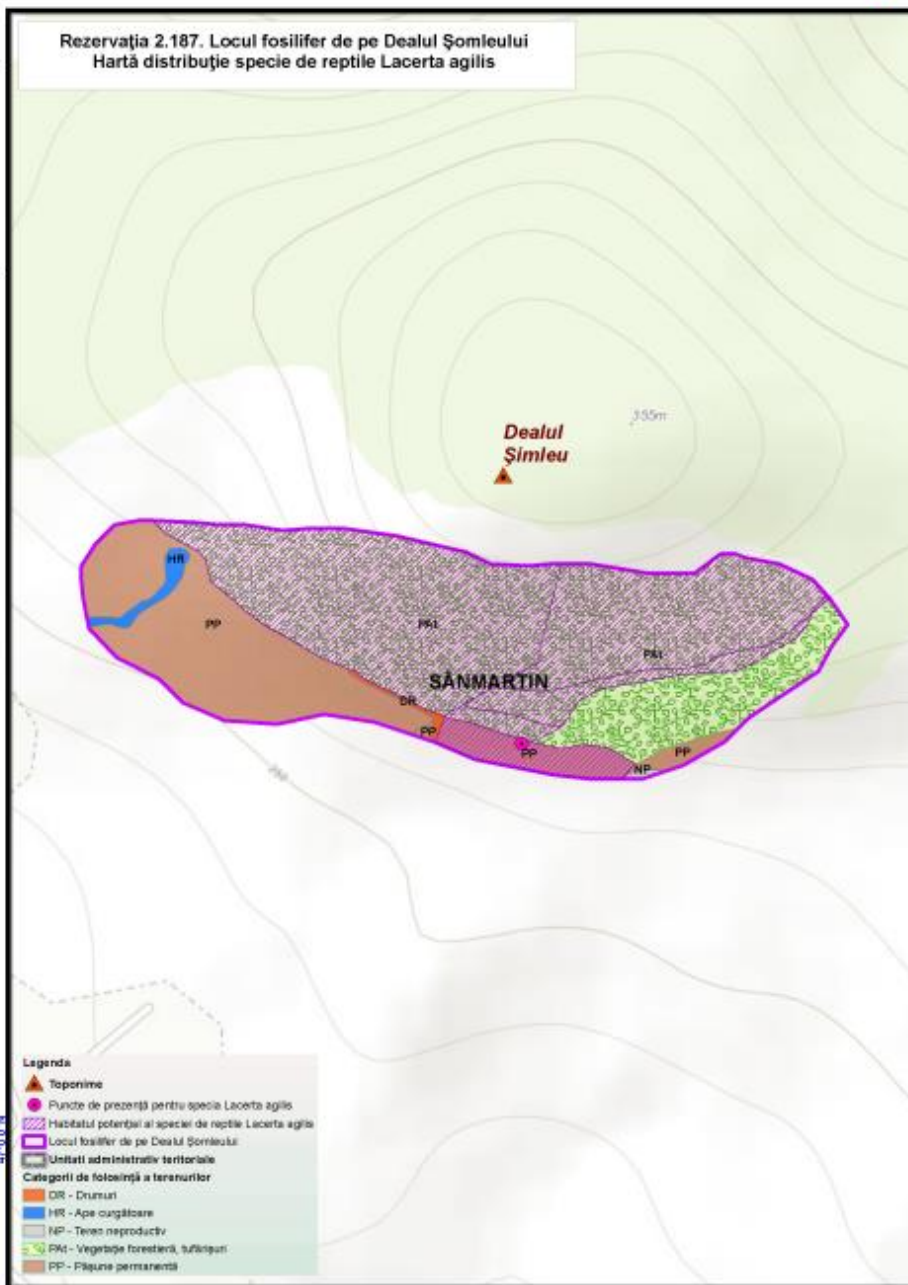 Rezervația 2.187. Locul fosilifer de pe Dealul Șomleului
Hartă distribuție specie de reptile Lacerta agilis
Dealul
Șimleu
HR
PP
PAt
PAt
SÂNMARTIN
DR
PP
PP
PP
NP
Legenda
Toponime
Puncte de prezență pentru specia Lacerta agilis
Habitatul potențial al speciei de reptile Lacerta agilis
Locul fosilifer de pe Dealul Șomleului
Unitati administrativ teritoriale
Categorii de folosință a terenurilor
DR - Drumuri
HR - Ape curgătoare
NP - Teren neproductiv
PAt - Vegetație forestieră, tufărișuri
PP - Pășune permanentă